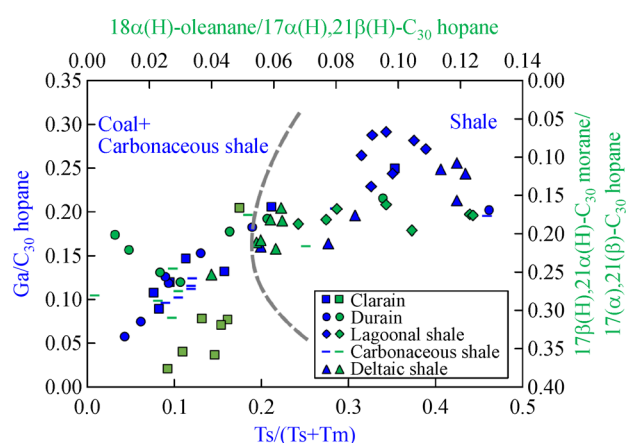 18α(H)-oleanane/17α(H),21β(H)-C30 hopane
0.0 0.02 0.04 0.06 0.08 0.10 0.12 0.14
0.35
0.30
0.25
0.20
0.15
0.10
0.05
0.00
Ga/C30 hopane
Coal+
Carbonaceous shale
Shale
Clarain
Durain
Lagoonal shale
Carbonaceous shale
Deltaic shale
0.00
0.05
0.10
0.15
0.20
0.25
0.30
0.35
0.40
17β(H),21α(H)-C30 morane/
17(α),21(β)-C30 hopane
0.0 0.1 0.2 0.3 0.4 0.5
Ts/(Ts+Tm)